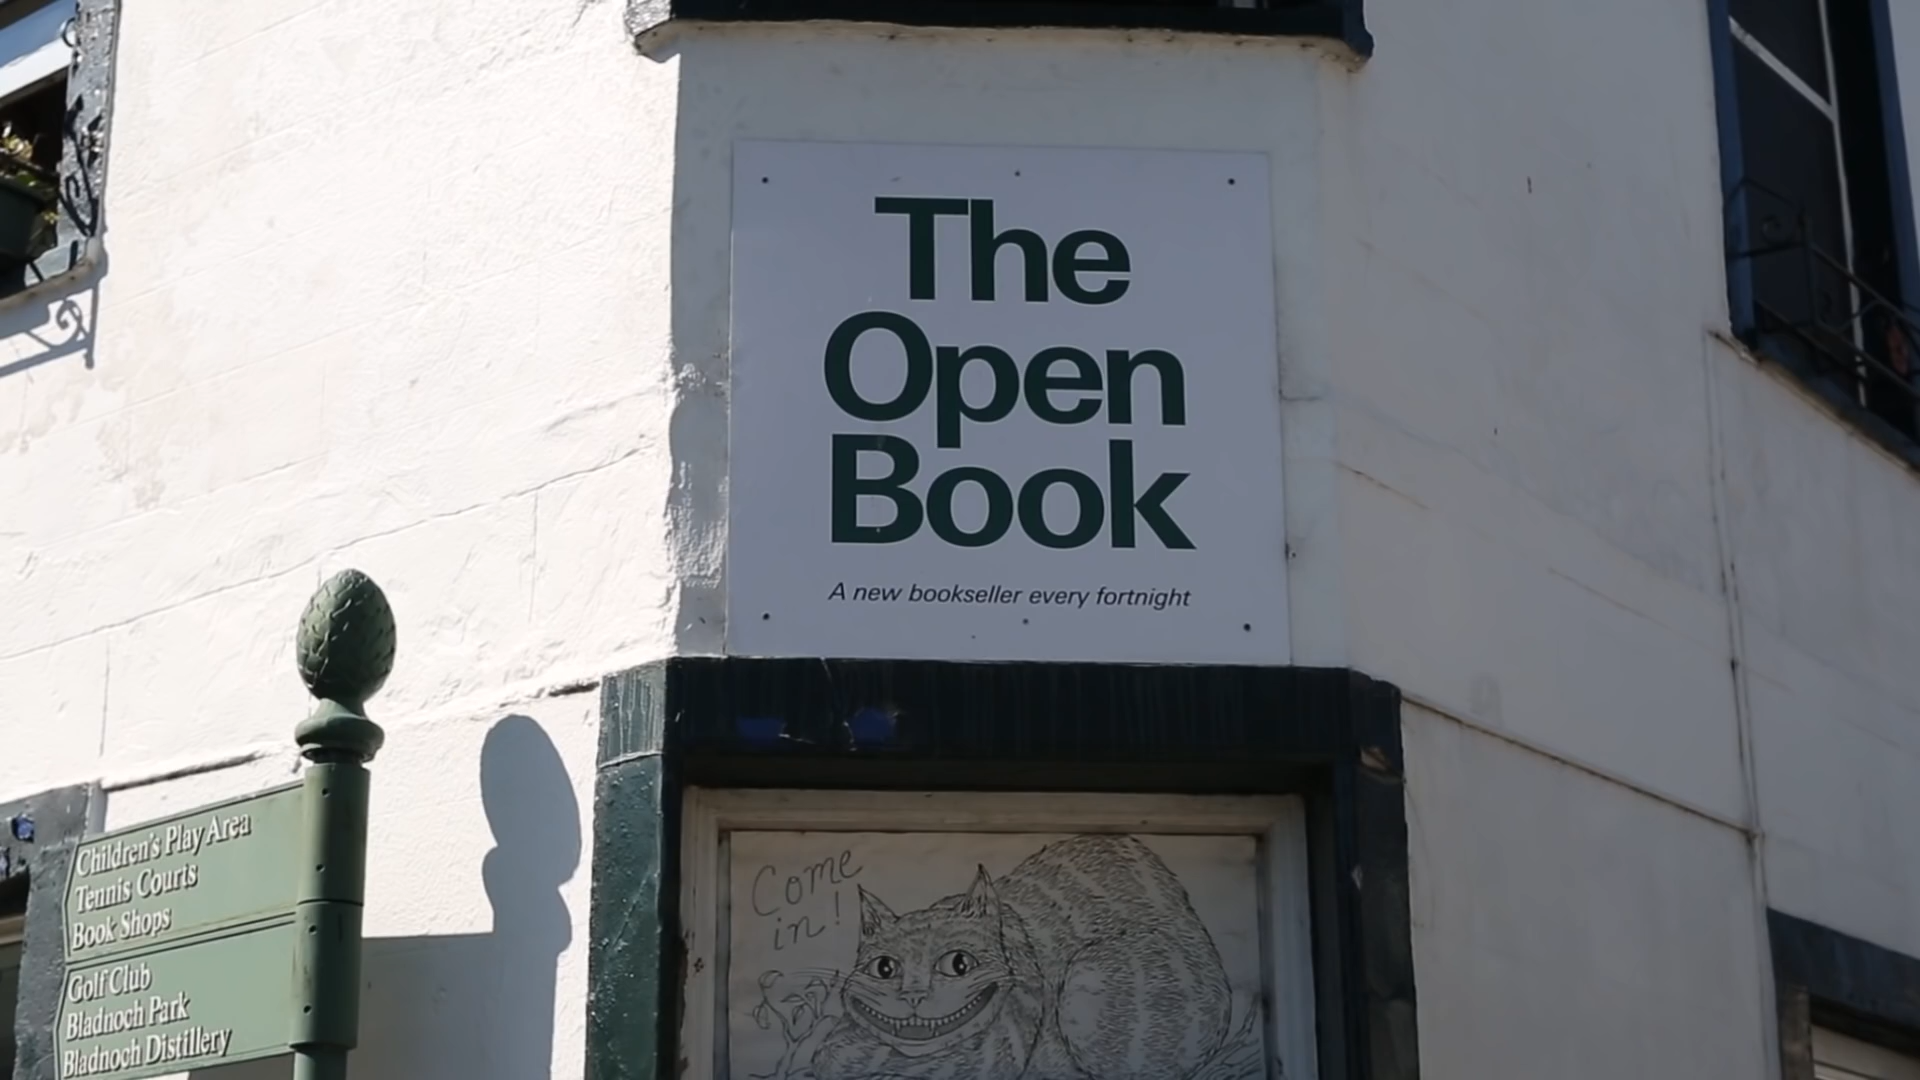 The
Open
Book
A new bookseller every fortnight
Come
in!
Children's Play Area
Tennis Courts
Book Shops
Golf Club
Bladnoch Park
Bladnoch Distillery